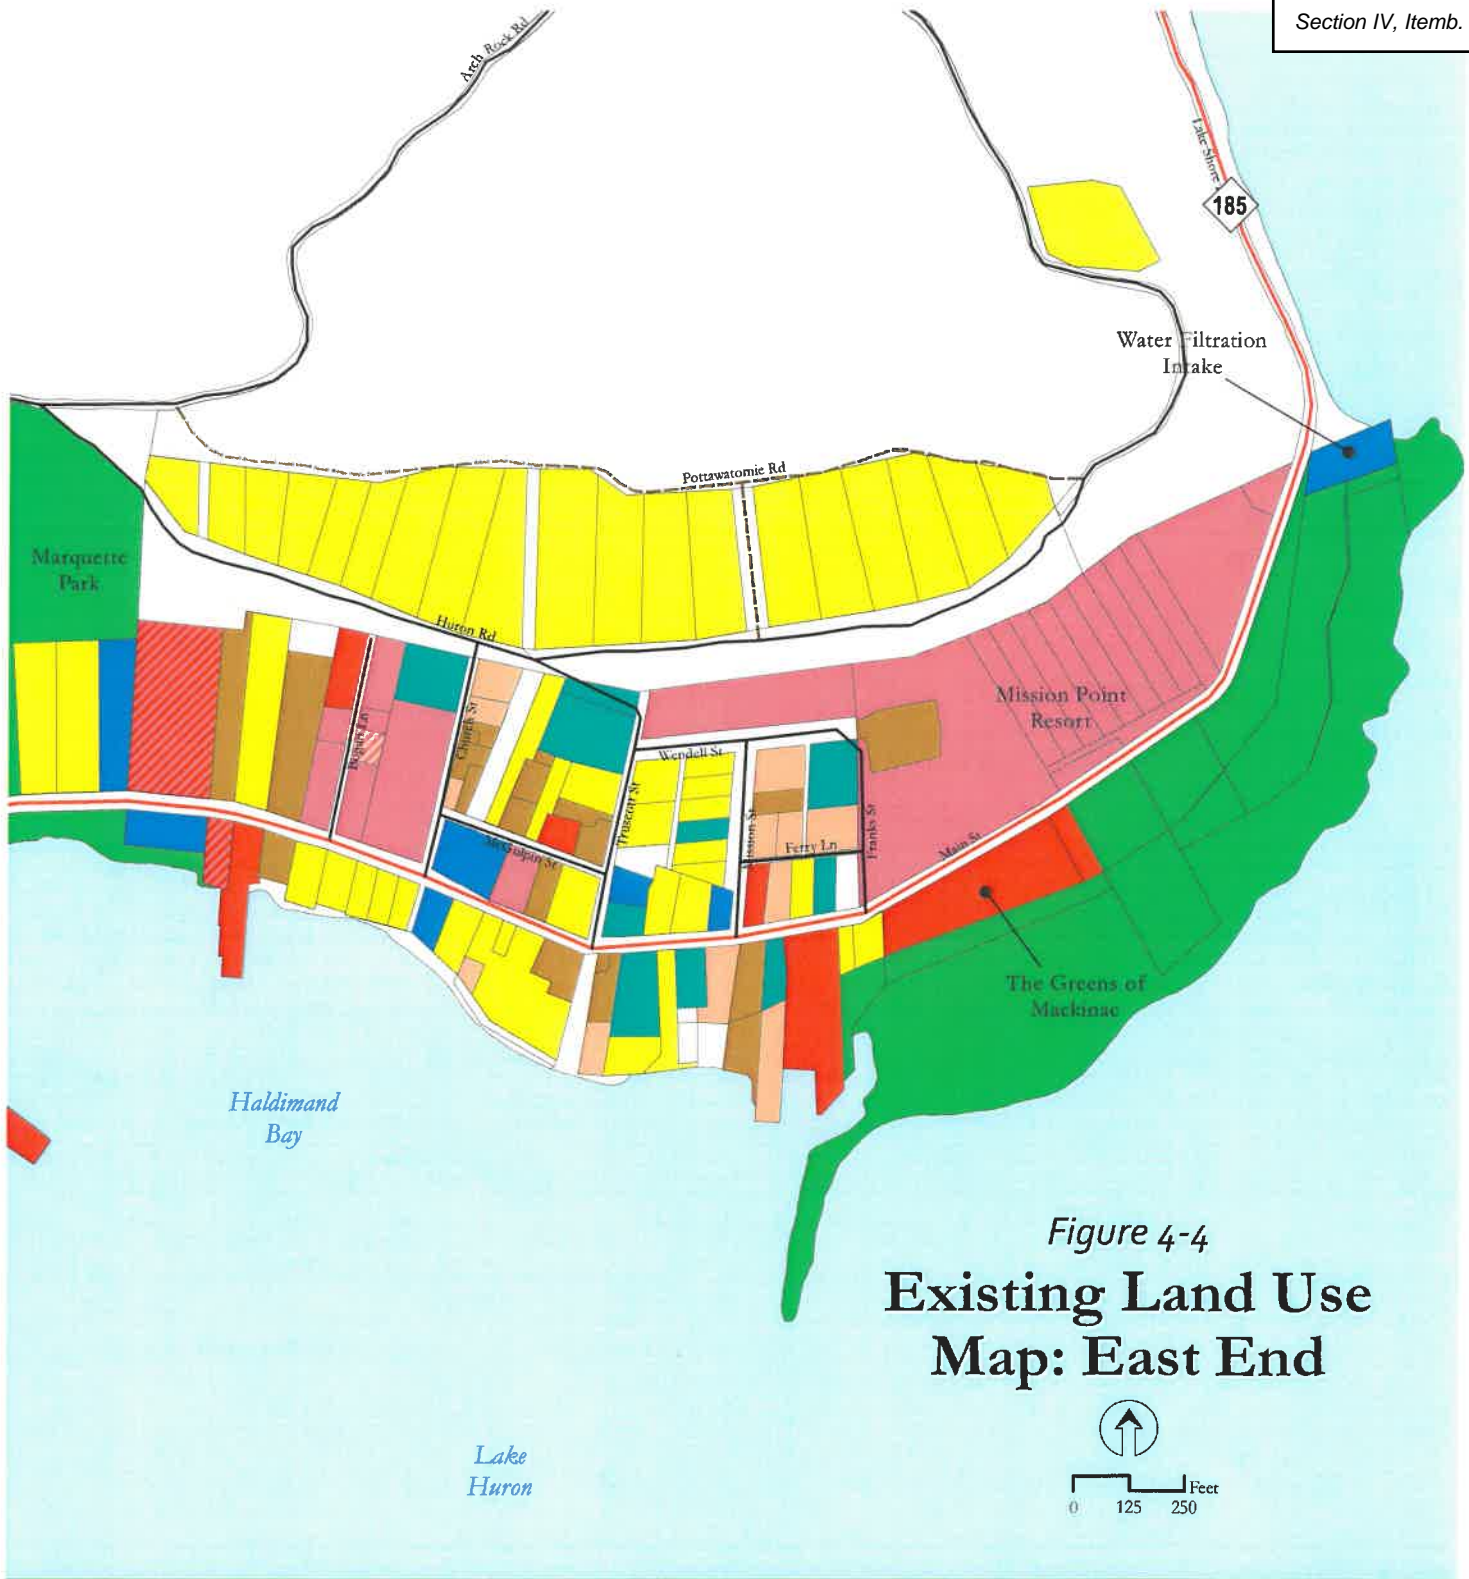 Section IV, Itemb.
Arch Rock Rd
Lake Shore
185
Water Filtration
Intake
Pottawatomie Rd
Marquette
Park
Huron Rd
Mission Point
Resort
Bogan Ln
Church St
Wendell St
Truscott St
Mission St
Franks St
McGulpin St
Ferry Ln
Main St
The Greens of
Mackinac
Haldimand
Bay
Figure 4-4
Existing Land Use
Map: East End
Lake
Huron
Feet
0 125 250